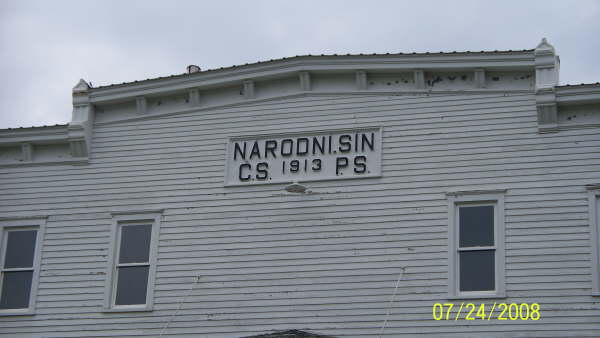 NARODNI.SIN
C.S. 1913 P.S.
07/24/2008